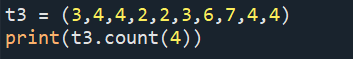 t3 = (3,4,4,2,2,3,6,7,4,4)
print(t3.count(4))